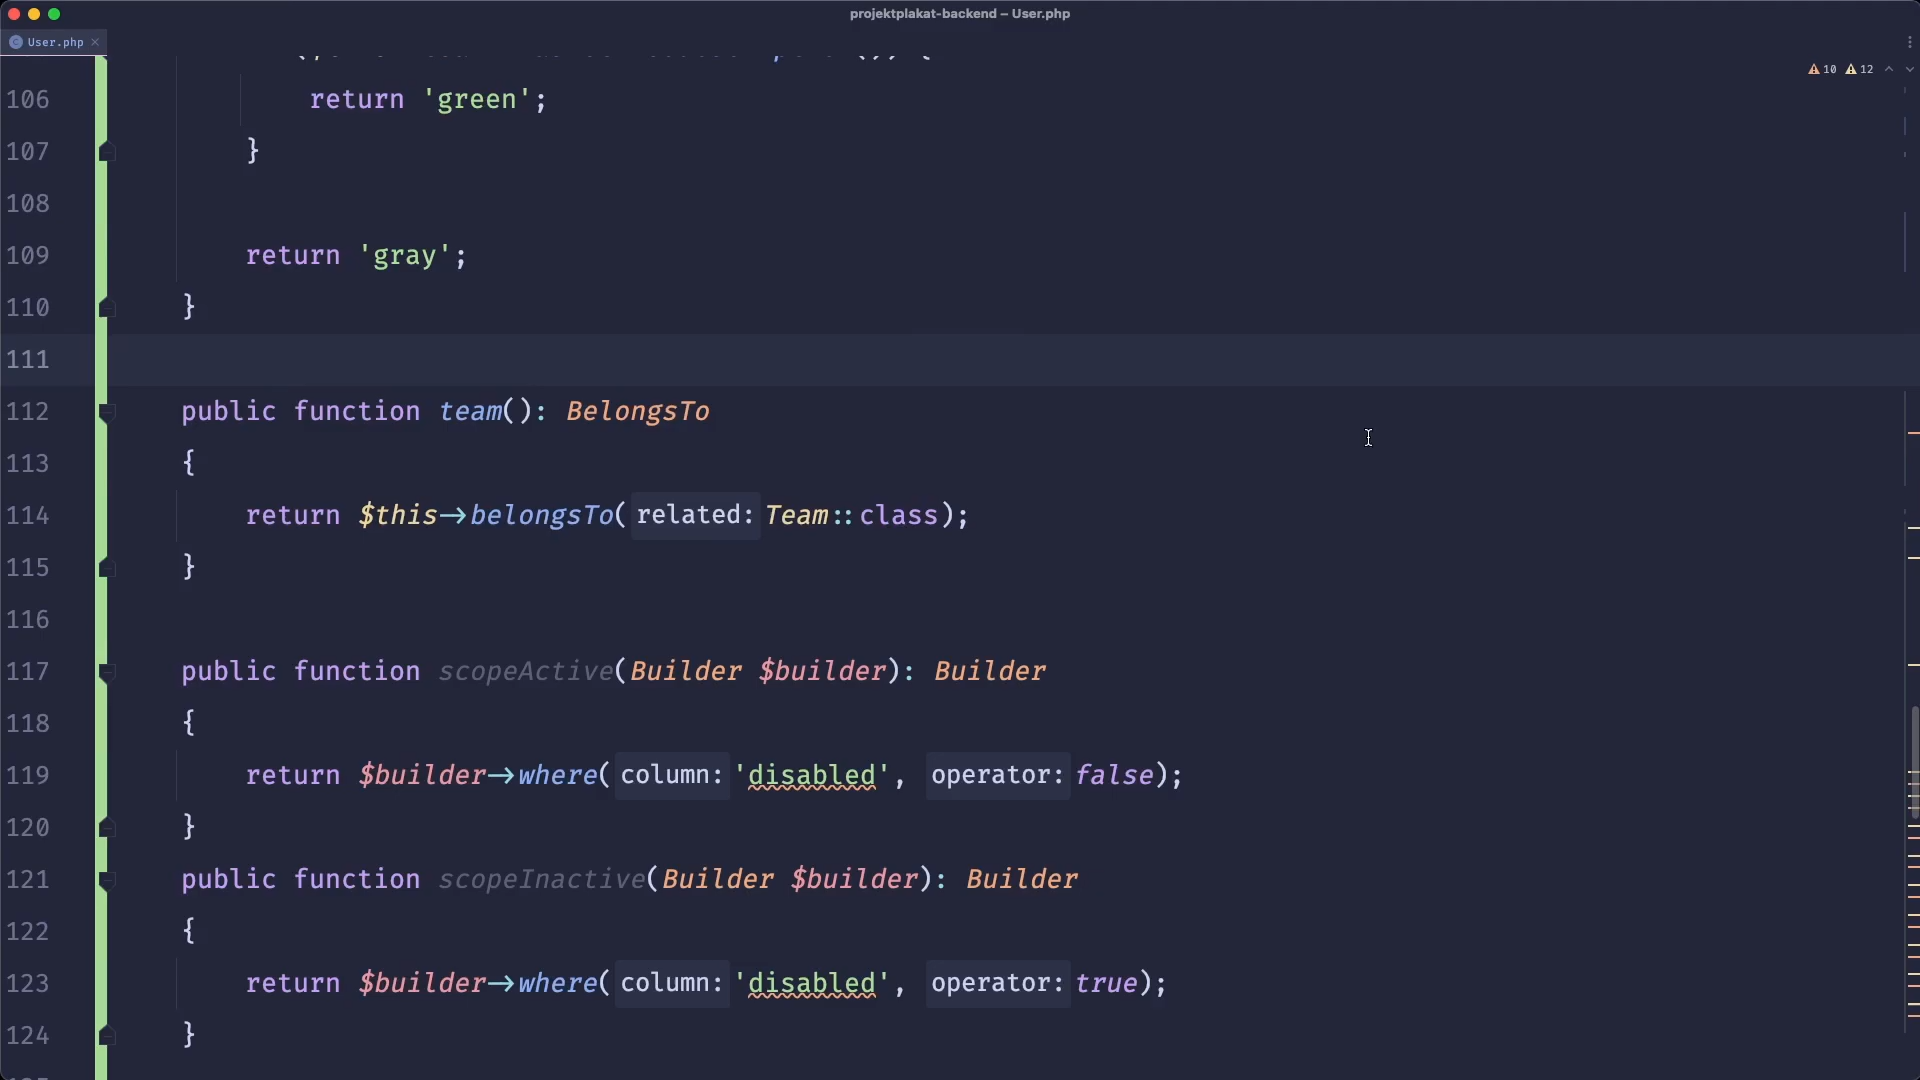 projektplakat-backend – User.php
User.php
10 12
106 return 'green';
107 }
108
109 return 'gray';
110 }
111
112 public function team(): BelongsTo
113 {
114 return $this->belongsTo( related: Team::class);
115 }
116
117 public function scopeActive(Builder $builder): Builder
118 {
119 return $builder->where( column: 'disabled', operator: false);
120 }
121 public function scopeInactive(Builder $builder): Builder
122 {
123 return $builder->where( column: 'disabled', operator: true);
124 }